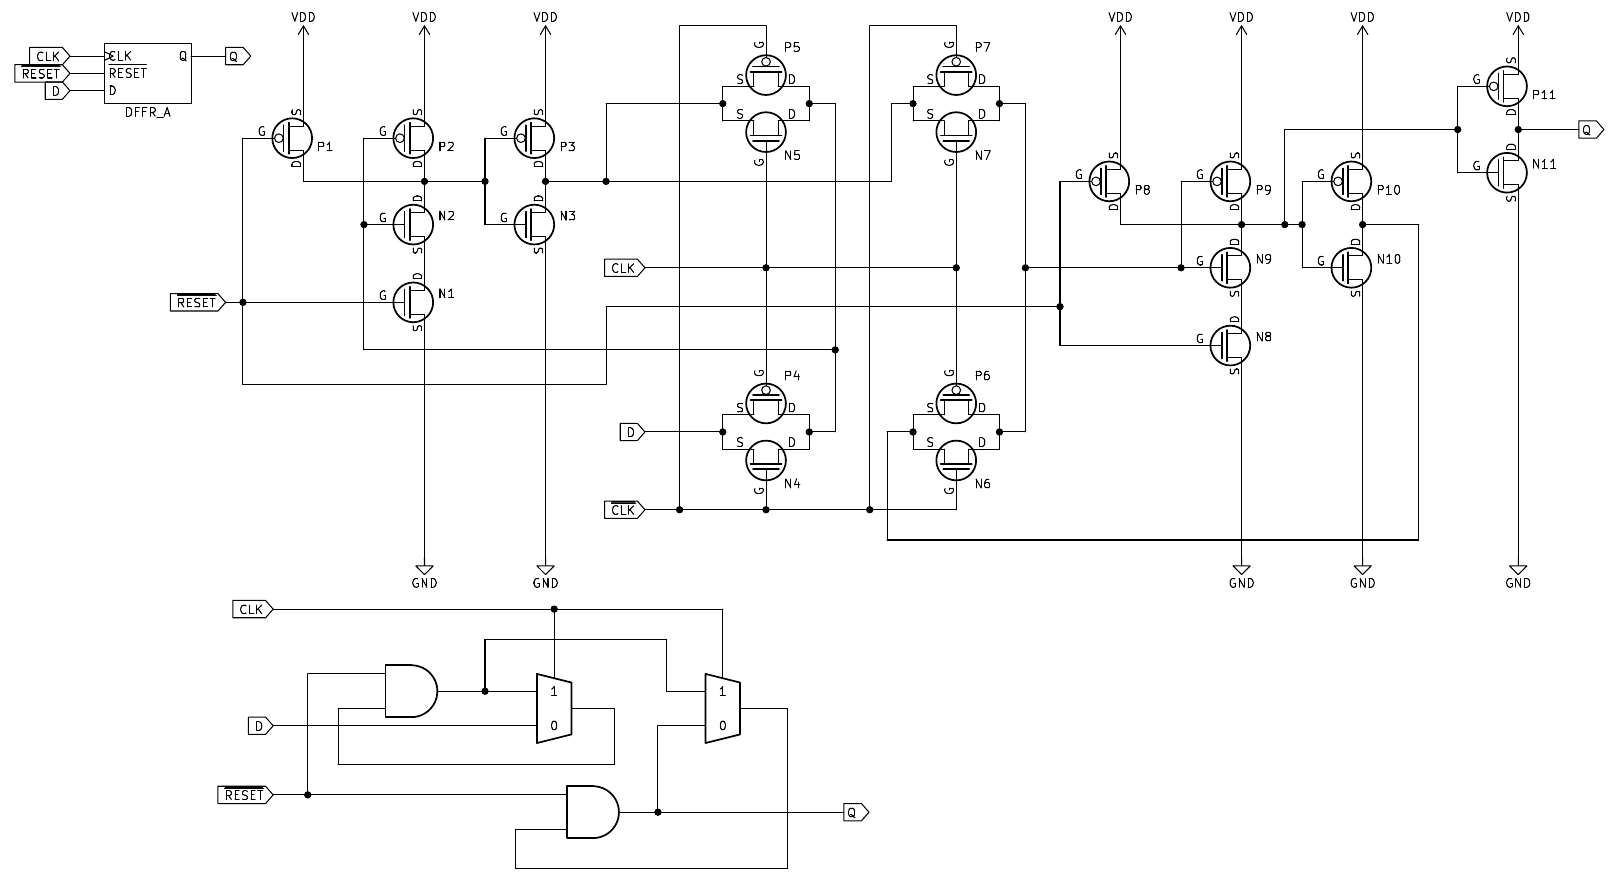 VDD VDD VDD VDD VDD VDD VDD
CLK CLK Q Q
RESET RESET
D D
DFFR_A
G S D P1
G S D P2
G S D P3
G D S N2
G D S N3
G D S N1
RESET
GND GND
G S D P5
S D G N5
G S D P7
S D G N7
CLK
G S D P4
D
S D G N4
G S D P6
S D G N6
CLK
G S D P8
G S D P9
G S D P10
G D S N9
G D S N10
G D S N8
GND GND
G S D P11
Q
G D S N11
GND
CLK
1 1
D 0 0
RESET
Q